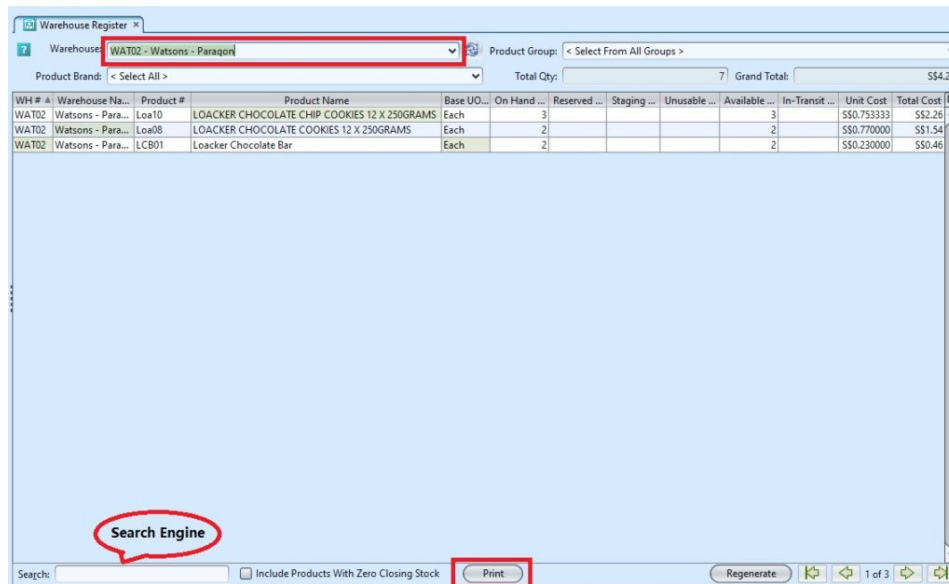 Warehouse Register ×
? Warehouse: WAT02 - Watsons - Paragon Product Group: < Select From All Groups >
Product Brand: < Select All > Total Qty: 7 Grand Total: S$4.2
WH # Warehouse Na... Product # Product Name Base UO... On Hand ... Reserved ... Staging ... Unusable ... Available ... In-Transit ... Unit Cost Total Cost
WAT02 Watsons - Para... Loa10 LOACKER CHOCOLATE CHIP COOKIES 12 X 250GRAMS Each 3 3 S$0.753333 S$2.26
WAT02 Watsons - Para... Loa08 LOACKER CHOCOLATE COOKIES 12 X 250GRAMS Each 2 2 S$0.770000 S$1.54
WAT02 Watsons - Para... LCB01 Loacker Chocolate Bar Each 2 2 S$0.230000 S$0.46
Search Engine
Search: Include Products With Zero Closing Stock Print Regenerate 1 of 3